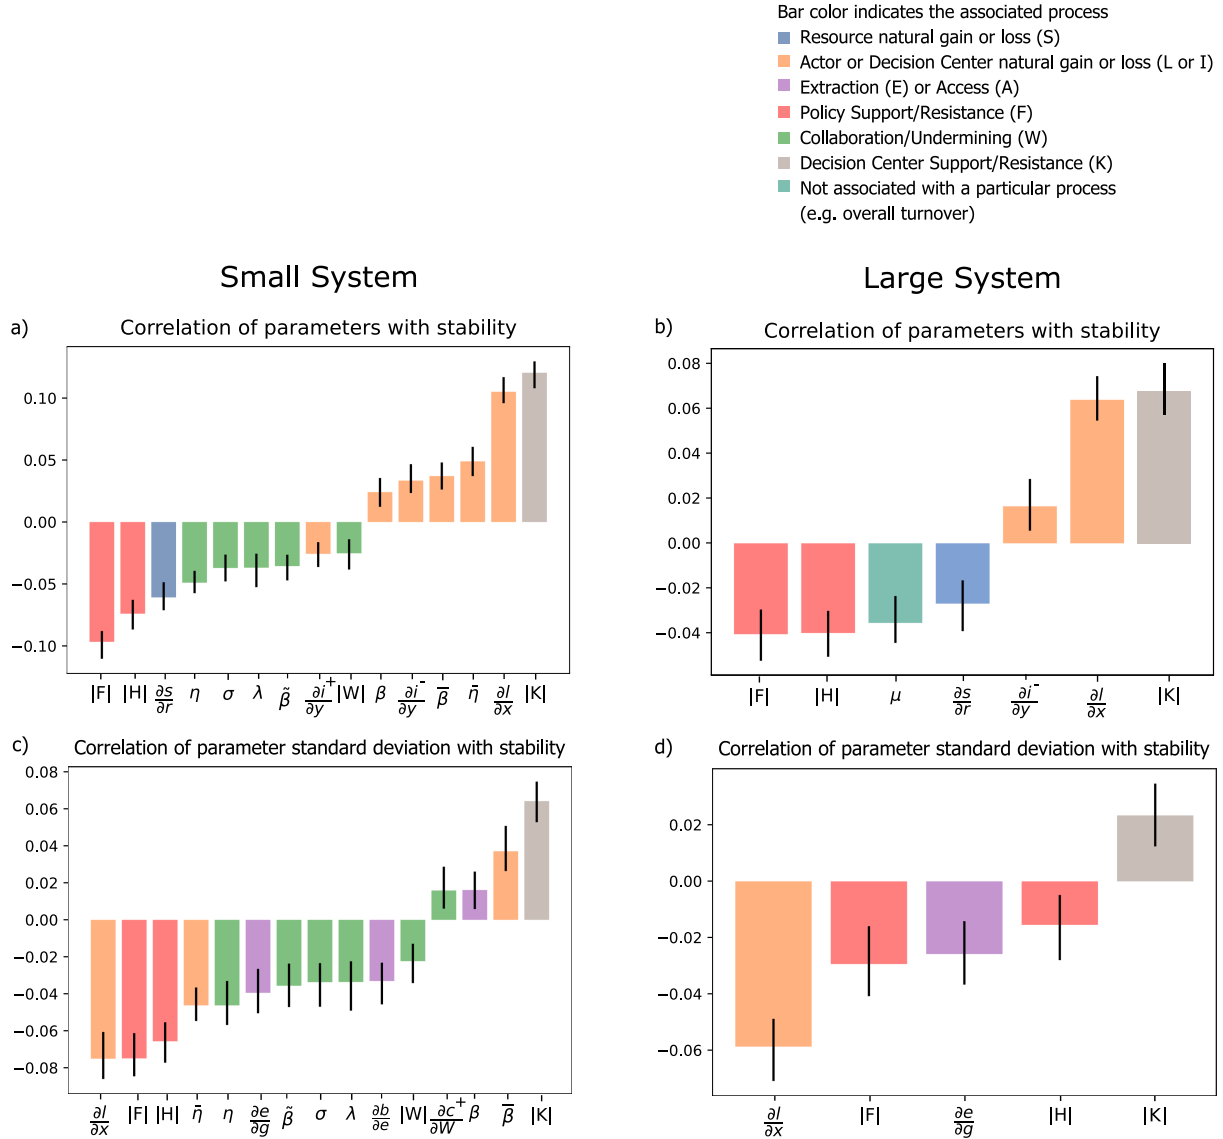 Bar color indicates the associated process
Resource natural gain or loss (S)
Actor or Decision Center natural gain or loss (L or I)
Extraction (E) or Access (A)
Policy Support/Resistance (F)
Collaboration/Undermining (W)
Decision Center Support/Resistance (K)
Not associated with a particular process
(e.g. overall turnover)
Small System
Large System
a)
Correlation of parameters with stability
0.10
0.05
0.00
−0.05
−0.10
|F| |H| ∂s/∂r η σ λ β̃ ∂i⁺/∂y |W| β ∂i⁻/∂y β̅ η̄ ∂l/∂x |K|
b)
Correlation of parameters with stability
0.08
0.06
0.04
0.02
0.00
−0.02
−0.04
|F| |H| μ ∂s/∂r ∂i⁻/∂y ∂l/∂x |K|
c)
Correlation of parameter standard deviation with stability
0.08
0.06
0.04
0.02
0.00
−0.02
−0.04
−0.06
−0.08
∂l/∂x |F| |H| η̄ η ∂e/∂g β̃ σ λ ∂b/∂e |W| ∂c⁺/∂W β β̅ |K|
d)
Correlation of parameter standard deviation with stability
0.02
0.00
−0.02
−0.04
−0.06
∂l/∂x |F| ∂e/∂g |H| |K|